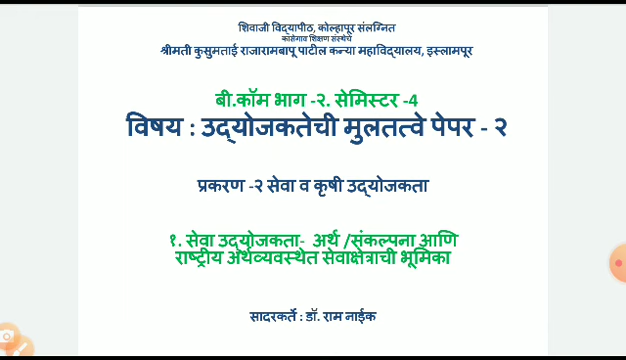 शिवाजी विद्यापीठ, कोल्हापूर संलग्नित
कासेगाव शिक्षण संस्थेचे
श्रीमती कुसुमताई राजारामबापू पाटील कन्या महाविद्यालय, इस्लामपूर
बी.कॉम भाग -२. सेमिस्टर -4
विषय : उद्योजकतेची मुलतत्वे पेपर - २
प्रकरण -२ सेवा व कृषी उद्योजकता
१. सेवा उद्योजकता- अर्थ /संकल्पना आणि
राष्ट्रीय अर्थव्यवस्थेत सेवाक्षेत्राची भूमिका
सादरकर्ते : डॉ. राम नाईक